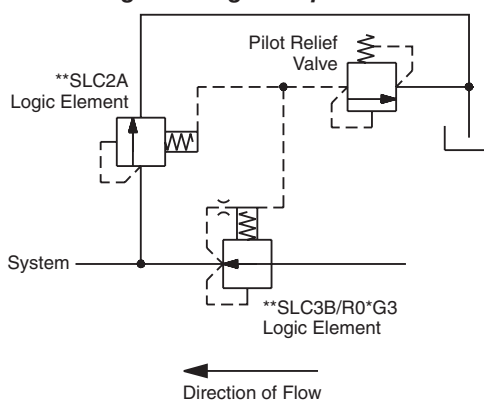 Pilot Relief
Valve
**SLC2A
Logic Element
System
**SLC3B/R0*G3
Logic Element
Direction of Flow